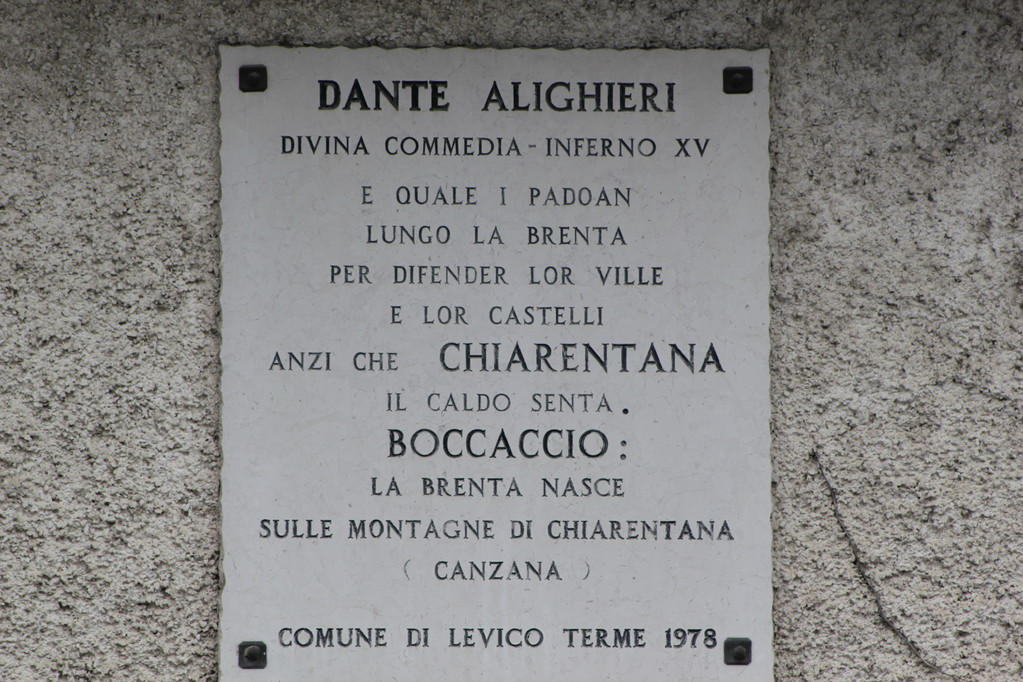 DANTE ALIGHIERI
DIVINA COMMEDIA - INFERNO XV
E QUALE I PADOAN
LUNGO LA BRENTA
PER DIFENDER LOR VILLE
E LOR CASTELLI
ANZI CHE CHIARENTANA
IL CALDO SENTA.
BOCCACCIO:
LA BRENTA NASCE
SULLE MONTAGNE DI CHIARENTANA
( CANZANA )
COMUNE DI LEVICO TERME 1978